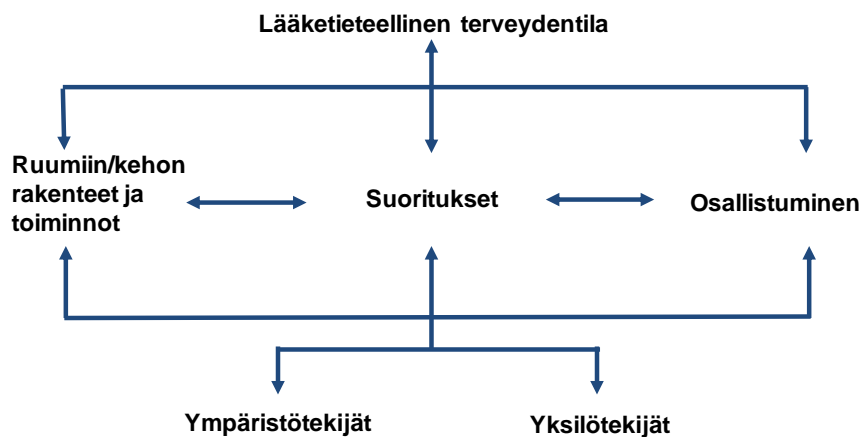 Lääketieteellinen terveydentila
Ruumiin/kehon
rakenteet ja
toiminnot
Suoritukset
Osallistuminen
Ympäristötekijät
Yksilötekijät